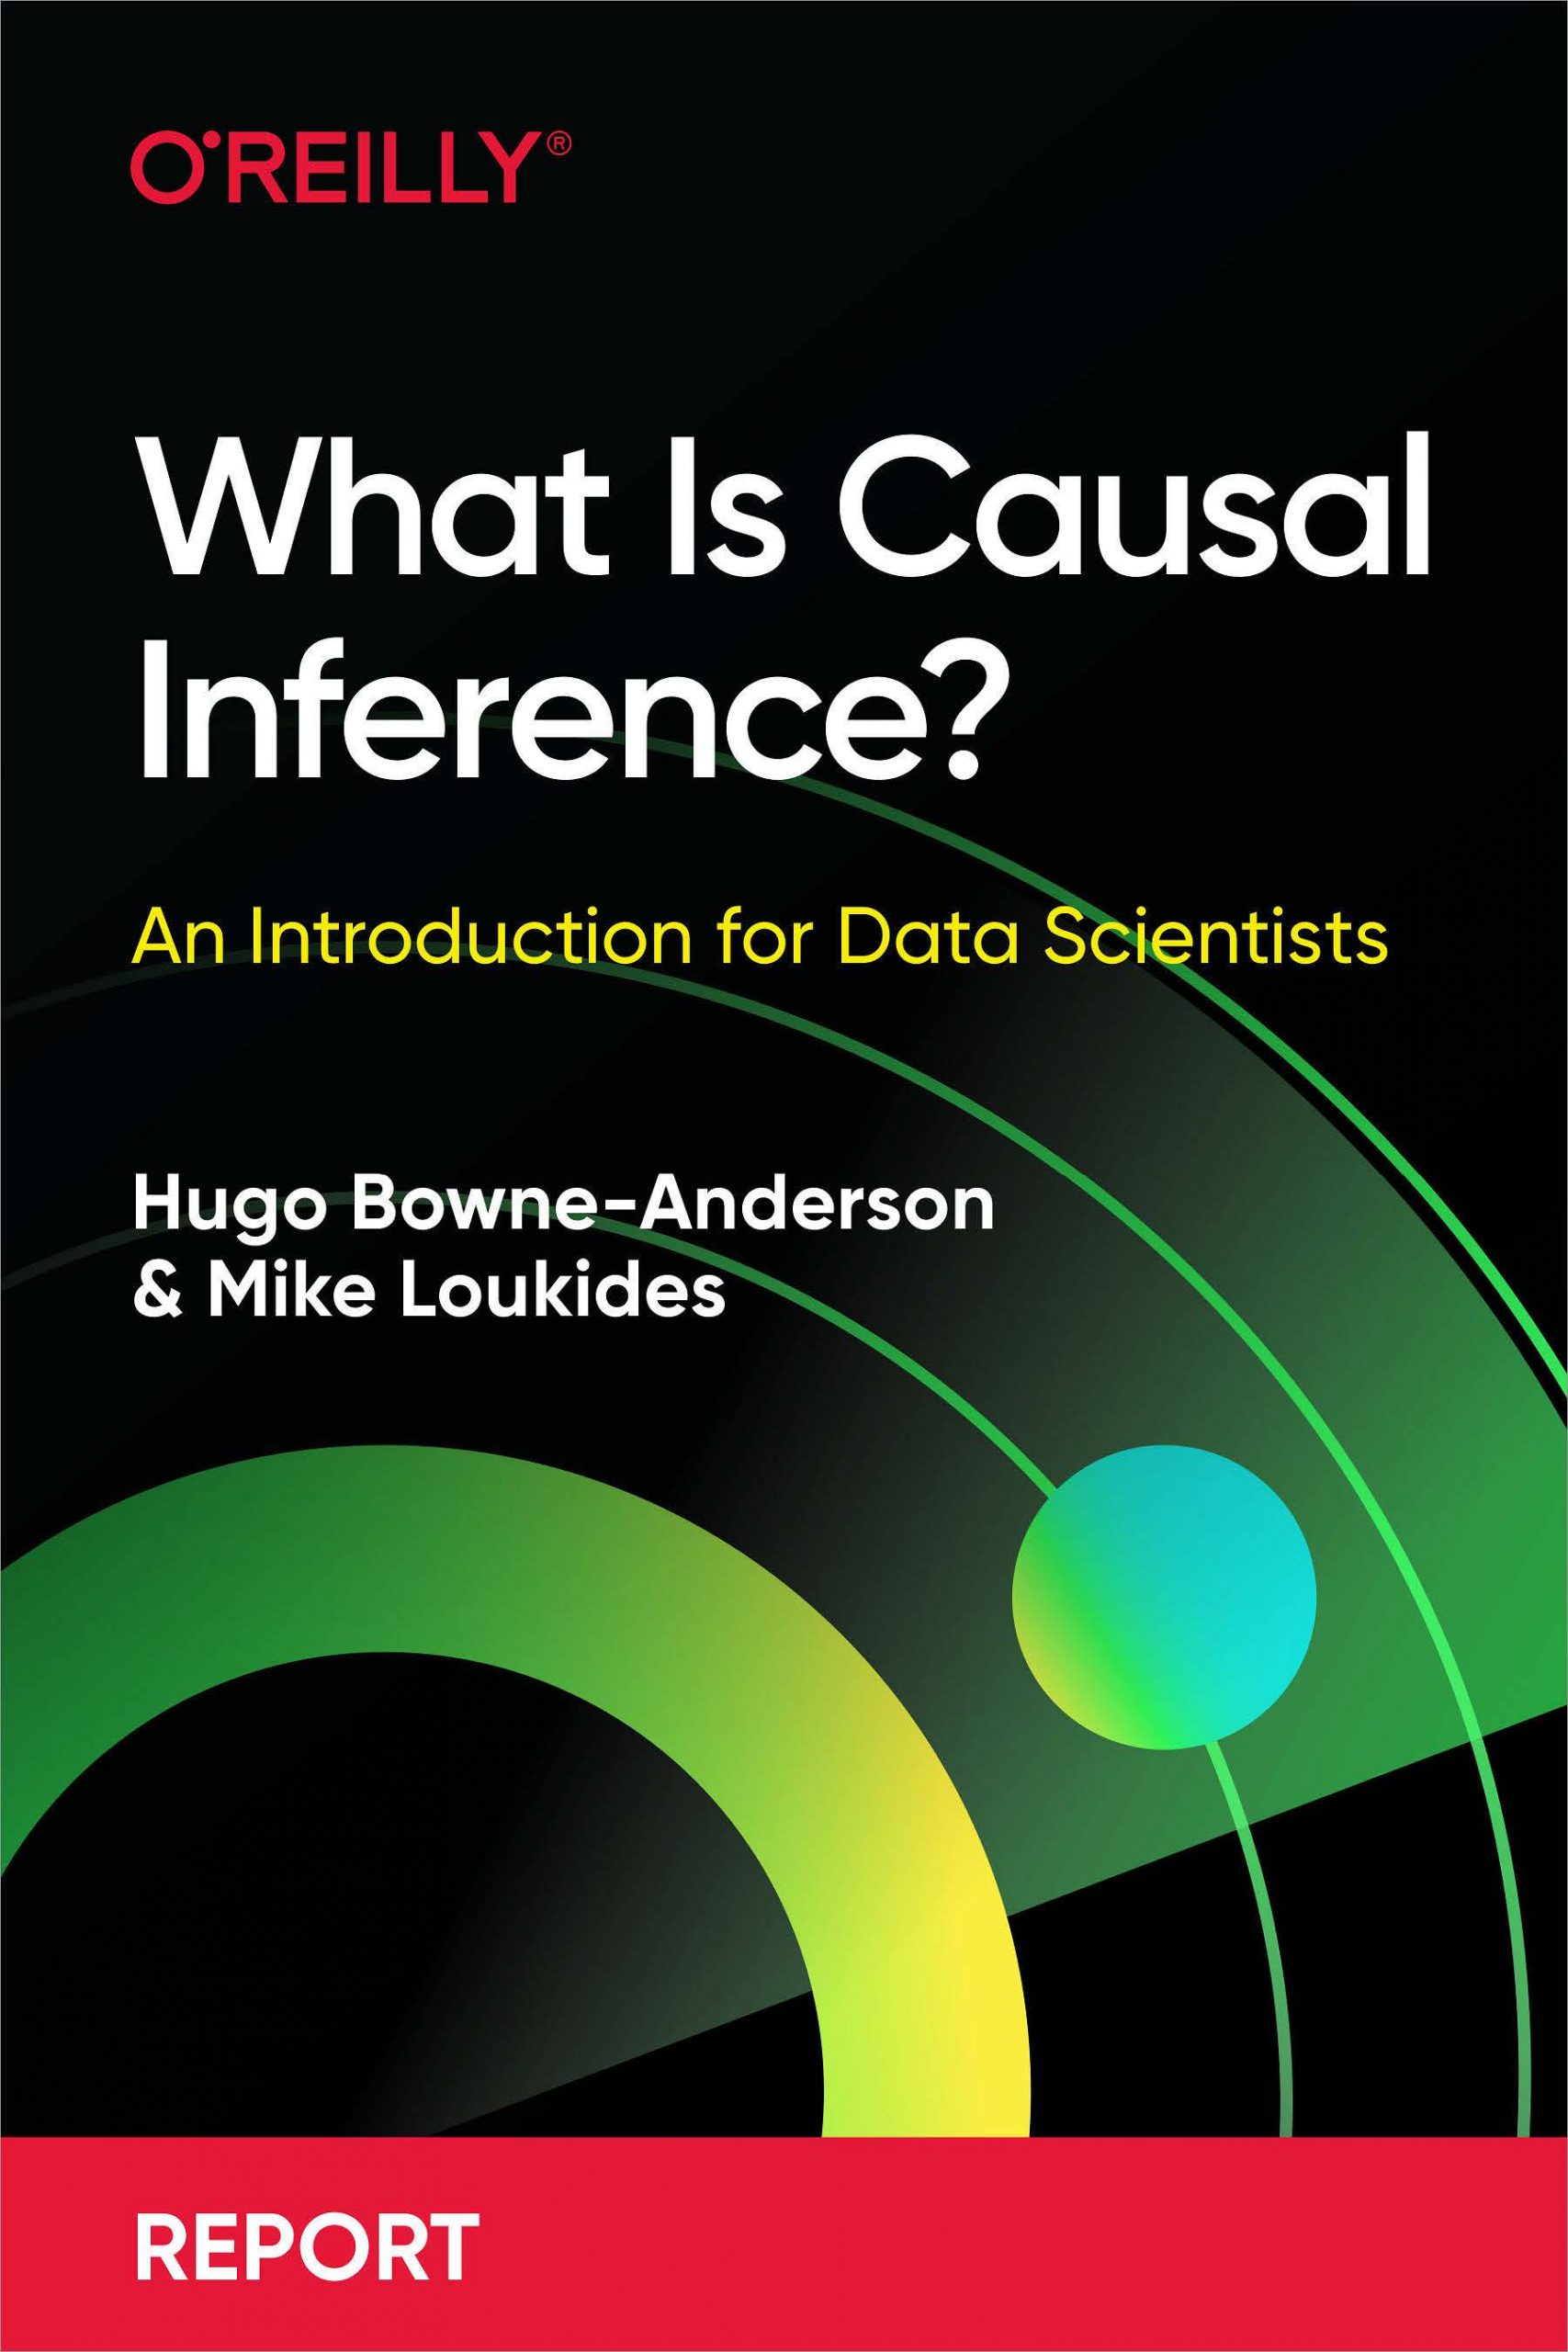 O'REILLY®
What Is Causal
Inference?
An Introduction for Data Scientists
Hugo Bowne-Anderson
& Mike Loukides
REPORT